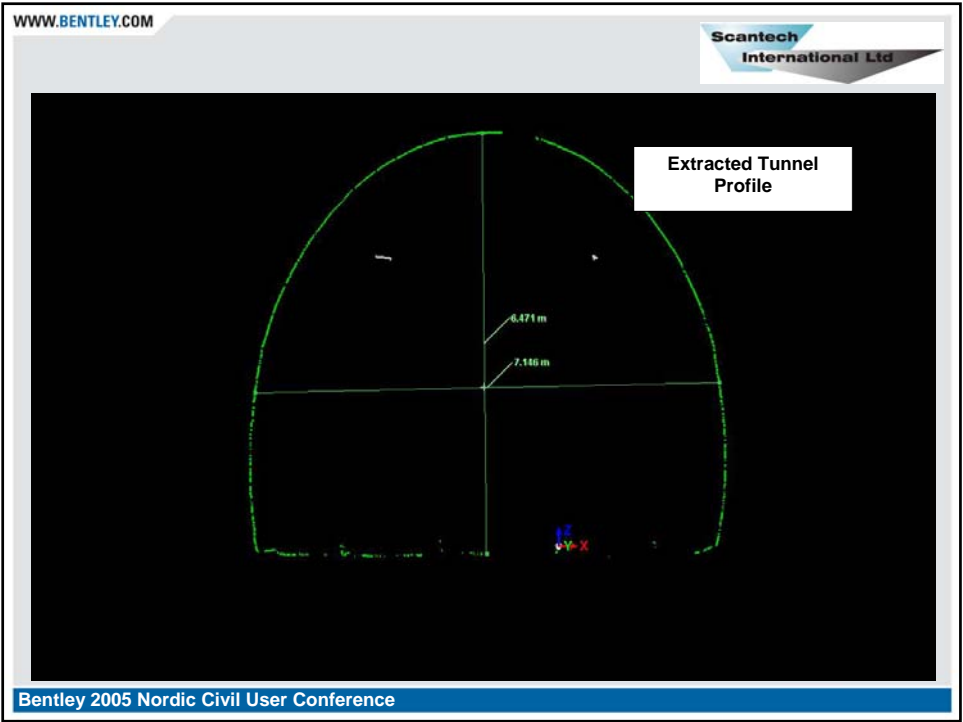 WWW.BENTLEY.COM
Scantech
International Ltd
Extracted Tunnel
Profile
6.471 m
7.146 m
Z
Y X
Bentley 2005 Nordic Civil User Conference